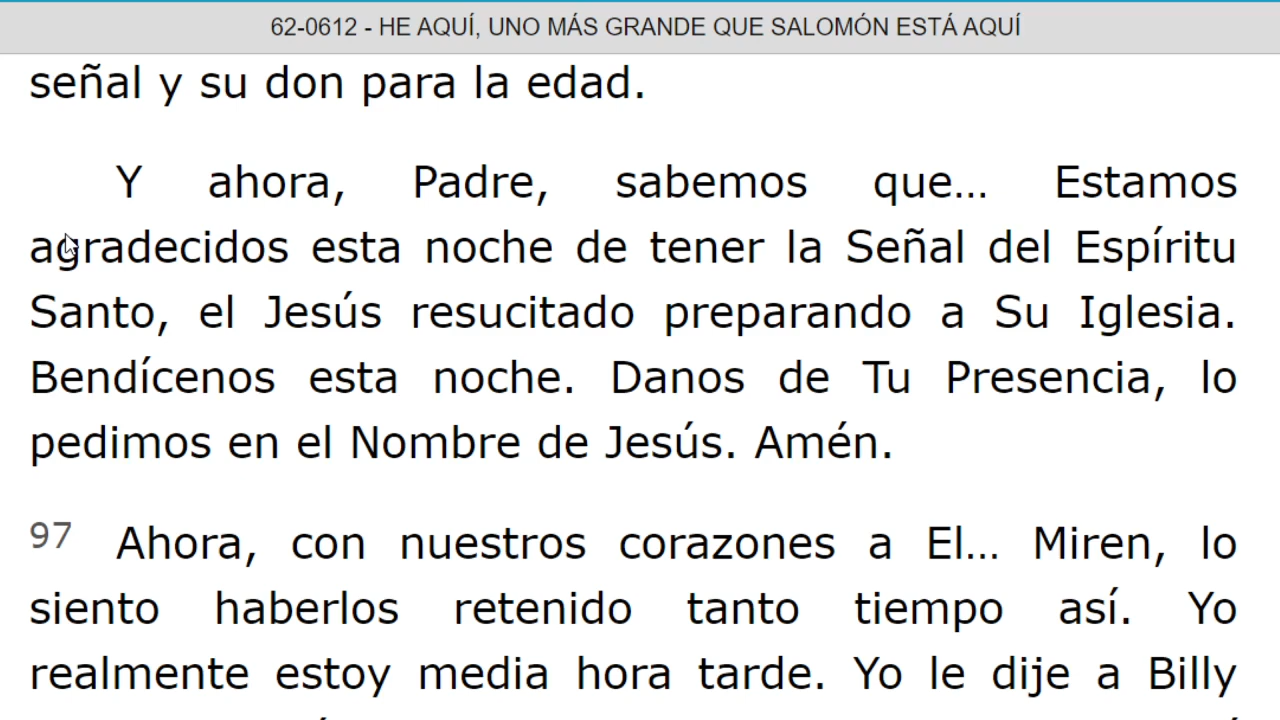 62-0612 - HE AQUÍ, UNO MÁS GRANDE QUE SALOMÓN ESTÁ AQUÍ
señal y su don para la edad.
Y ahora, Padre, sabemos que... Estamos
agradecidos esta noche de tener la Señal del Espíritu
Santo, el Jesús resucitado preparando a Su Iglesia.
Bendícenos esta noche. Danos de Tu Presencia, lo
pedimos en el Nombre de Jesús. Amén.
97 Ahora, con nuestros corazones a El... Miren, lo
siento haberlos retenido tanto tiempo así. Yo
realmente estoy media hora tarde. Yo le dije a Billy